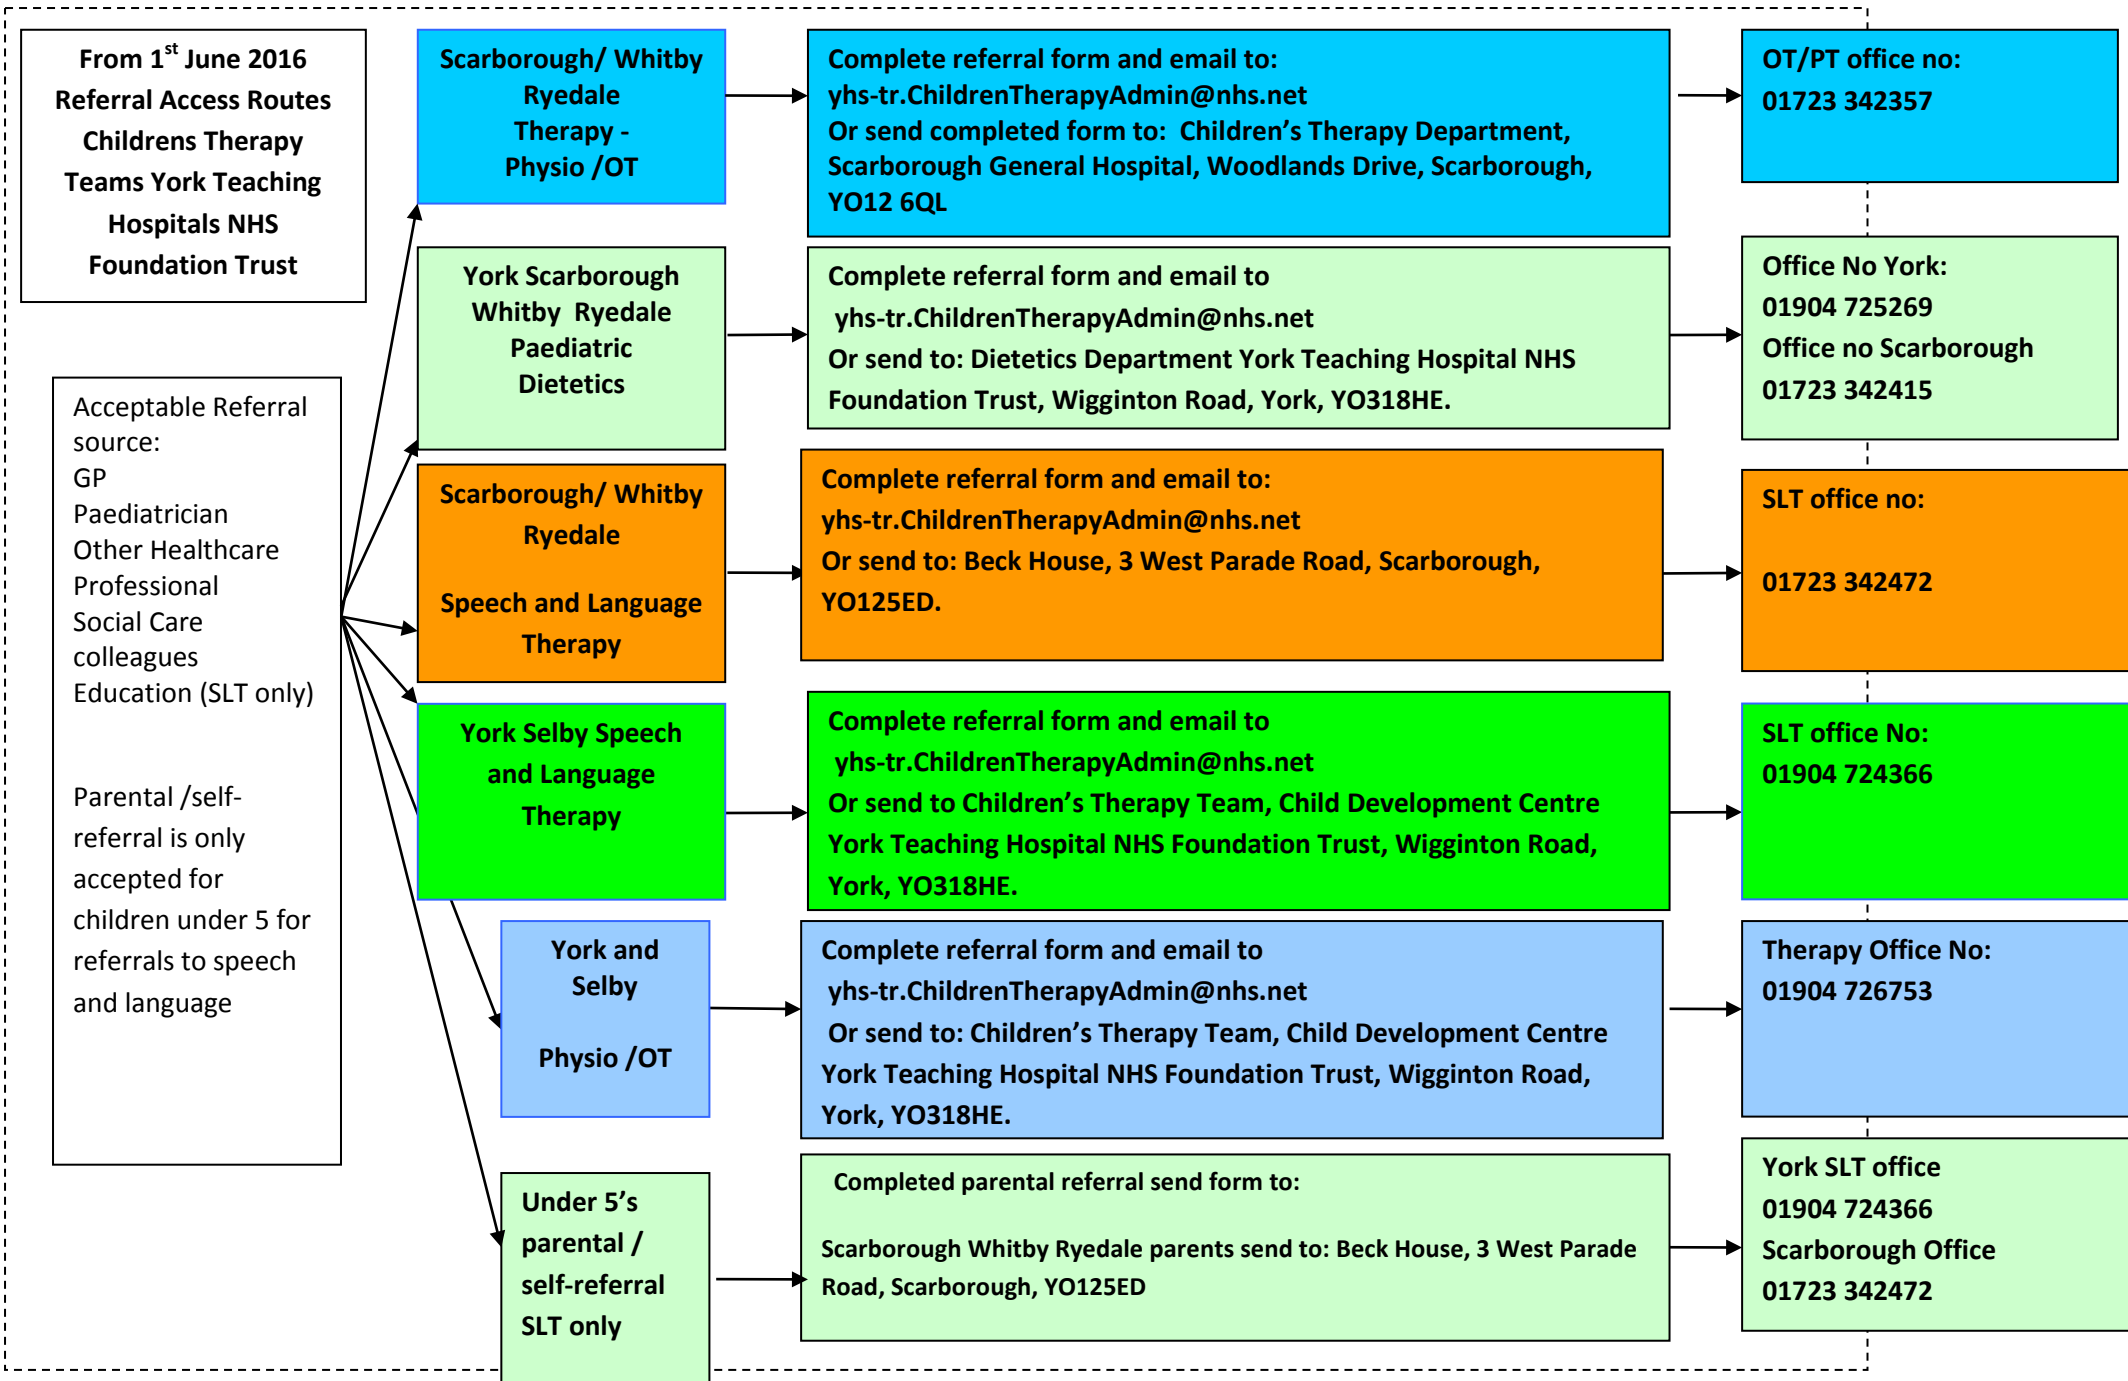 From 1st June 2016
Referral Access Routes
Childrens Therapy
Teams York Teaching
Hospitals NHS
Foundation Trust
Acceptable Referral
source:
GP
Paediatrician
Other Healthcare
Professional
Social Care
colleagues
Education (SLT only)
Parental /self-
referral is only
accepted for
children under 5 for
referrals to speech
and language
Scarborough/ Whitby
Ryedale
Therapy -
Physio /OT
Complete referral form and email to:
yhs-tr.ChildrenTherapyAdmin@nhs.net
Or send completed form to: Children’s Therapy Department,
Scarborough General Hospital, Woodlands Drive, Scarborough,
YO12 6QL
OT/PT office no:
01723 342357
York Scarborough
Whitby Ryedale
Paediatric
Dietetics
Complete referral form and email to
yhs-tr.ChildrenTherapyAdmin@nhs.net
Or send to: Dietetics Department York Teaching Hospital NHS
Foundation Trust, Wigginton Road, York, YO318HE.
Office No York:
01904 725269
Office no Scarborough
01723 342415
Scarborough/ Whitby
Ryedale
Speech and Language
Therapy
Complete referral form and email to:
yhs-tr.ChildrenTherapyAdmin@nhs.net
Or send to: Beck House, 3 West Parade Road, Scarborough,
YO125ED.
SLT office no:
01723 342472
York Selby Speech
and Language
Therapy
Complete referral form and email to
yhs-tr.ChildrenTherapyAdmin@nhs.net
Or send to Children’s Therapy Team, Child Development Centre
York Teaching Hospital NHS Foundation Trust, Wigginton Road,
York, YO318HE.
SLT office No:
01904 724366
York and
Selby
Physio /OT
Complete referral form and email to
yhs-tr.ChildrenTherapyAdmin@nhs.net
Or send to: Children’s Therapy Team, Child Development Centre
York Teaching Hospital NHS Foundation Trust, Wigginton Road,
York, YO318HE.
Therapy Office No:
01904 726753
Under 5’s
parental /
self-referral
SLT only
Completed parental referral send form to:
Scarborough Whitby Ryedale parents send to: Beck House, 3 West Parade
Road, Scarborough, YO125ED
York SLT office
01904 724366
Scarborough Office
01723 342472